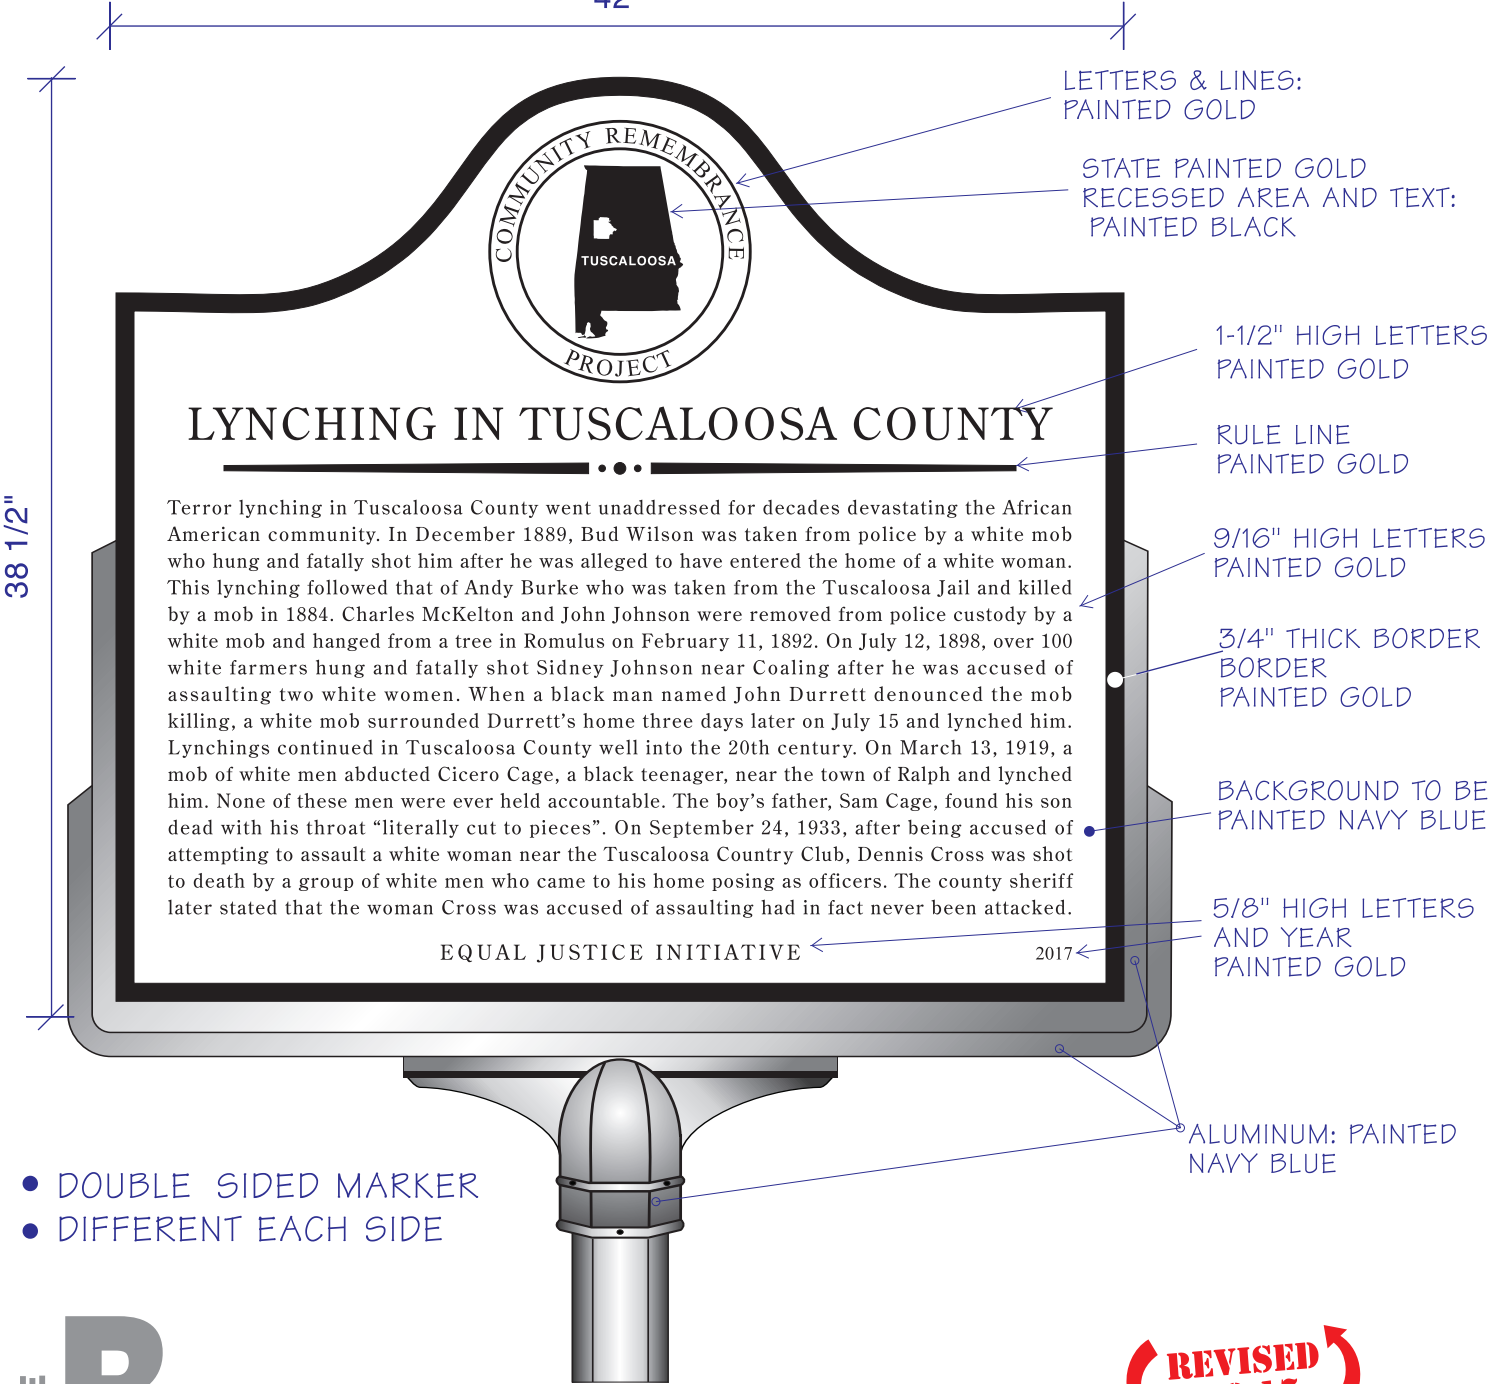 42
LETTERS & LINES:
PAINTED GOLD
STATE PAINTED GOLD
RECESSED AREA AND TEXT:
PAINTED BLACK
COMMUNITY REMEMBRANCE
TUSCALOOSA
PROJECT
1-1/2" HIGH LETTERS
PAINTED GOLD
LYNCHING IN TUSCALOOSA COUNTY
RULE LINE
PAINTED GOLD
38 1/2"
Terror lynching in Tuscaloosa County went unaddressed for decades devastating the African
American community. In December 1889, Bud Wilson was taken from police by a white mob
who hung and fatally shot him after he was alleged to have entered the home of a white woman.
This lynching followed that of Andy Burke who was taken from the Tuscaloosa Jail and killed
by a mob in 1884. Charles McKelton and John Johnson were removed from police custody by a
white mob and hanged from a tree in Romulus on February 11, 1892. On July 12, 1898, over 100
white farmers hung and fatally shot Sidney Johnson near Coaling after he was accused of
assaulting two white women. When a black man named John Durrett denounced the mob
killing, a white mob surrounded Durrett’s home three days later on July 15 and lynched him.
Lynchings continued in Tuscaloosa County well into the 20th century. On March 13, 1919, a
mob of white men abducted Cicero Cage, a black teenager, near the town of Ralph and lynched
him. None of these men were ever held accountable. The boy’s father, Sam Cage, found his son
dead with his throat “literally cut to pieces”. On September 24, 1933, after being accused of
attempting to assault a white woman near the Tuscaloosa Country Club, Dennis Cross was shot
to death by a group of white men who came to his home posing as officers. The county sheriff
later stated that the woman Cross was accused of assaulting had in fact never been attacked.
EQUAL JUSTICE INITIATIVE
2017
9/16" HIGH LETTERS
PAINTED GOLD
3/4" THICK BORDER
BORDER
PAINTED GOLD
BACKGROUND TO BE
PAINTED NAVY BLUE
5/8" HIGH LETTERS
AND YEAR
PAINTED GOLD
ALUMINUM: PAINTED
NAVY BLUE
• DOUBLE SIDED MARKER
• DIFFERENT EACH SIDE
REVISED